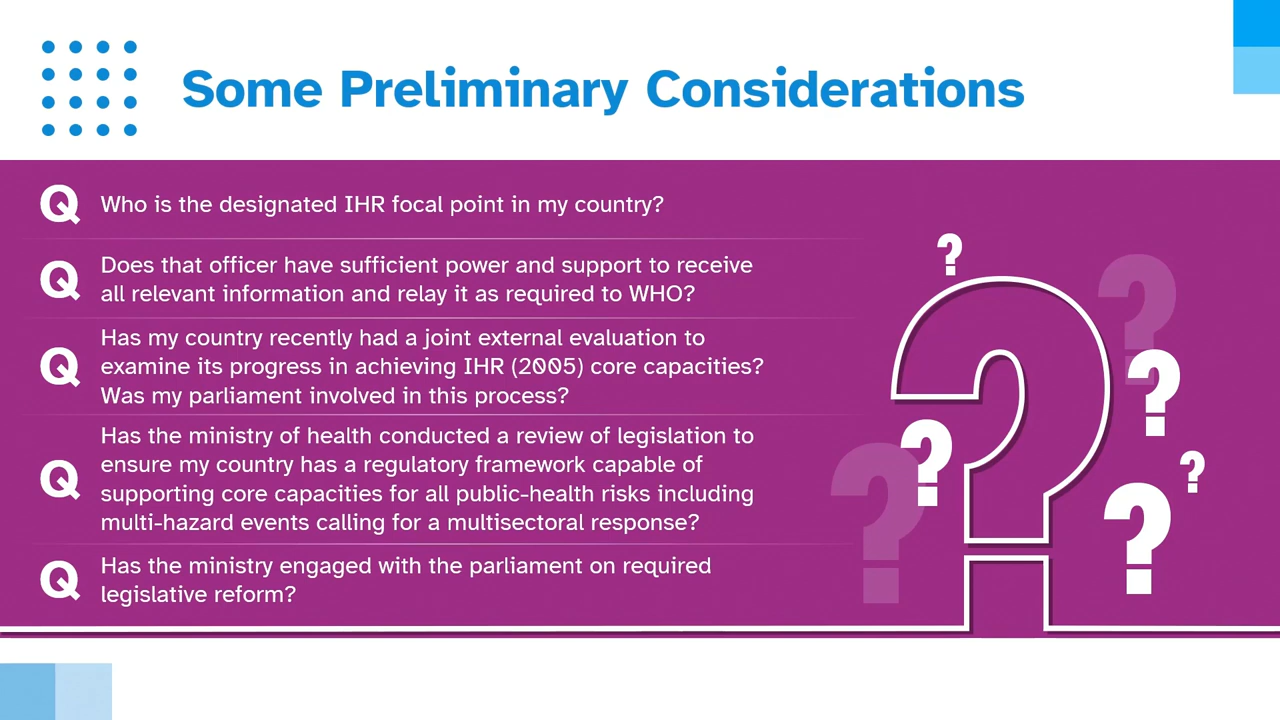 Some Preliminary Considerations
Q Who is the designated IHR focal point in my country?
Q Does that officer have sufficient power and support to receive
all relevant information and relay it as required to WHO?
Q Has my country recently had a joint external evaluation to
examine its progress in achieving IHR (2005) core capacities?
Was my parliament involved in this process?
Q Has the ministry of health conducted a review of legislation to
ensure my country has a regulatory framework capable of
supporting core capacities for all public-health risks including
multi-hazard events calling for a multisectoral response?
Q Has the ministry engaged with the parliament on required
legislative reform?